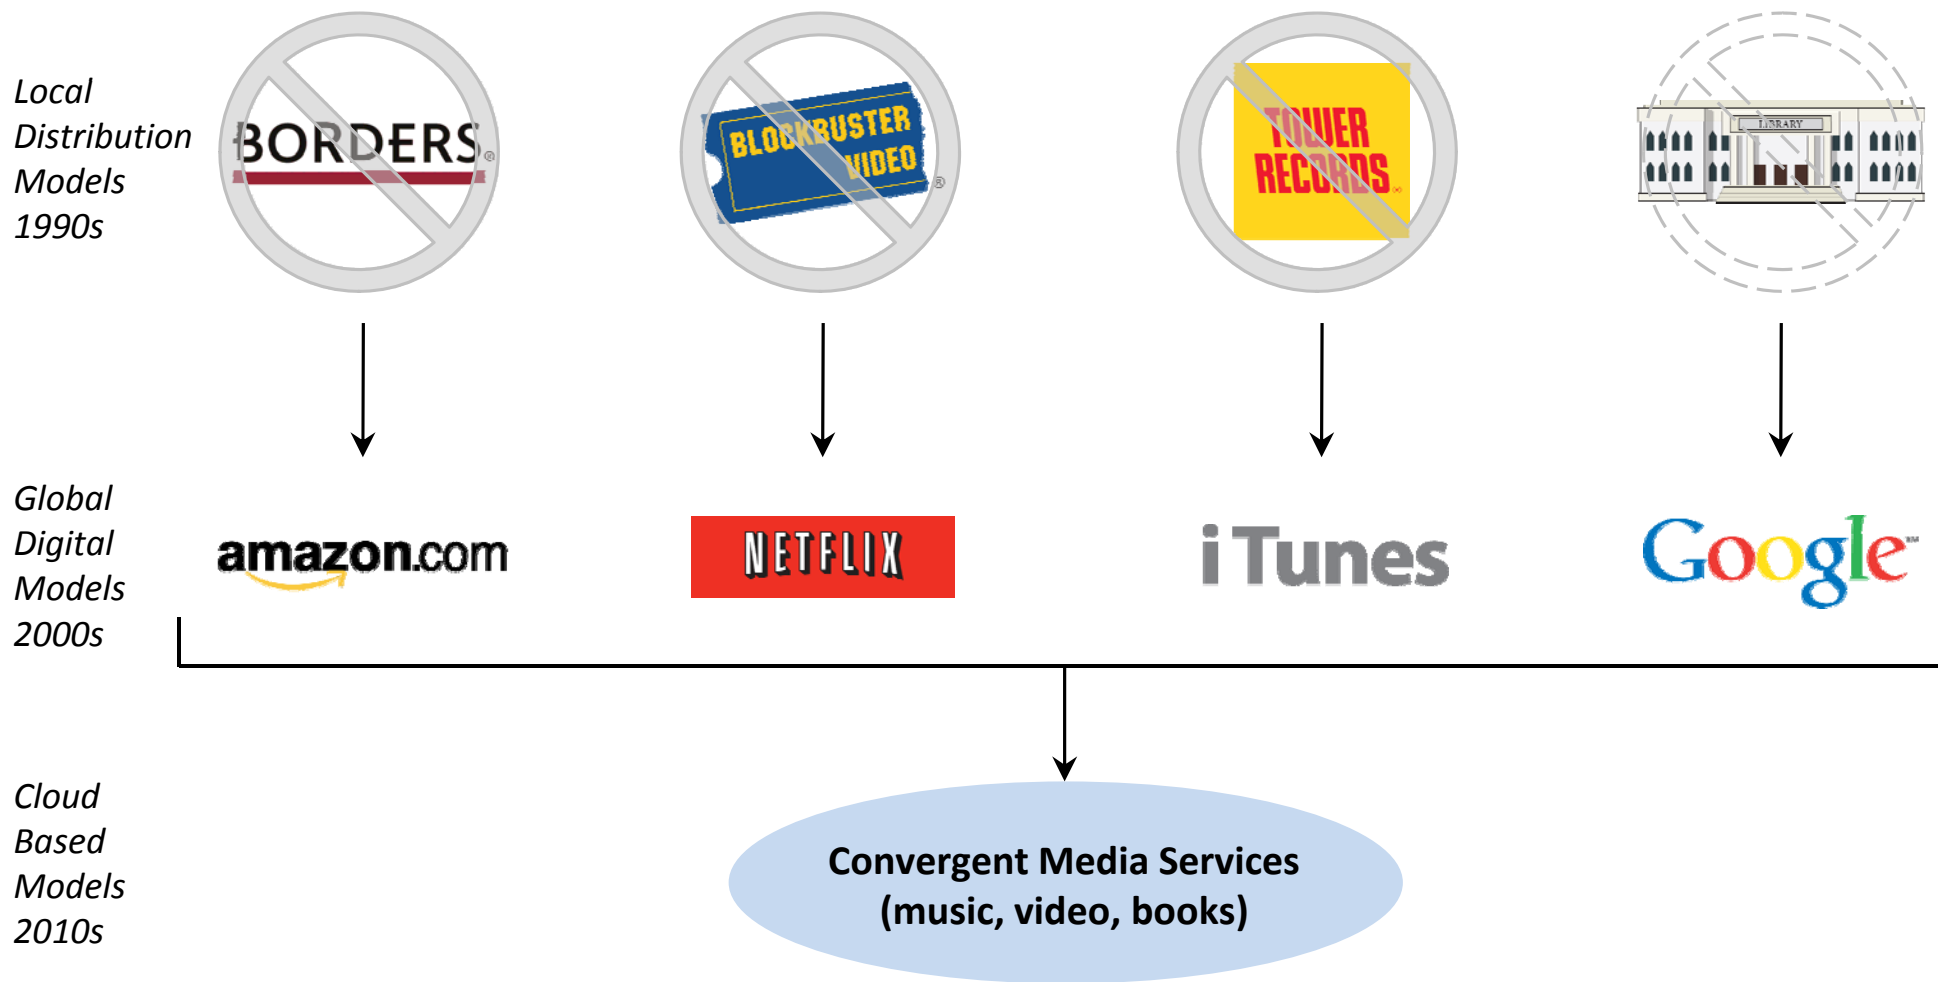 Local
Distribution
Models
1990s
BORDERS®
BLOCKBUSTER
VIDEO®
TOWER
RECORDS
LIBRARY
Global
Digital
Models
2000s
amazon.com
NETFLIX
iTunes
Google™
Cloud
Based
Models
2010s
Convergent Media Services
(music, video, books)